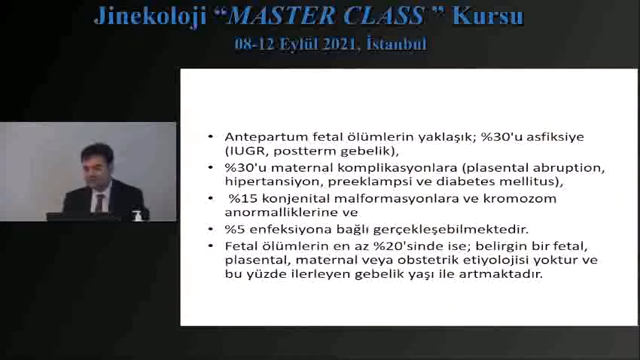 Jinekoloji “MASTER CLASS ” Kursu
08-12 Eylül 2021, İstanbul
• Antepartum fetal ölümlerin yaklaşık; %30'u asfiksiye
(IUGR, postterm gebelik),
• %30'u maternal komplikasyonlara (plasental abruption,
hipertansiyon, preeklampsi ve diabetes mellitus),
• %15 konjenital malformasyonlara ve kromozom
anormalliklerine ve
• %5 enfeksiyona bağlı gerçekleşebilmektedir.
• Fetal ölümlerin en az %20'sinde ise; belirgin bir fetal,
plasental, maternal veya obstetrik etiyolojisi yoktur ve
bu yüzde ilerleyen gebelik yaşı ile artmaktadır.